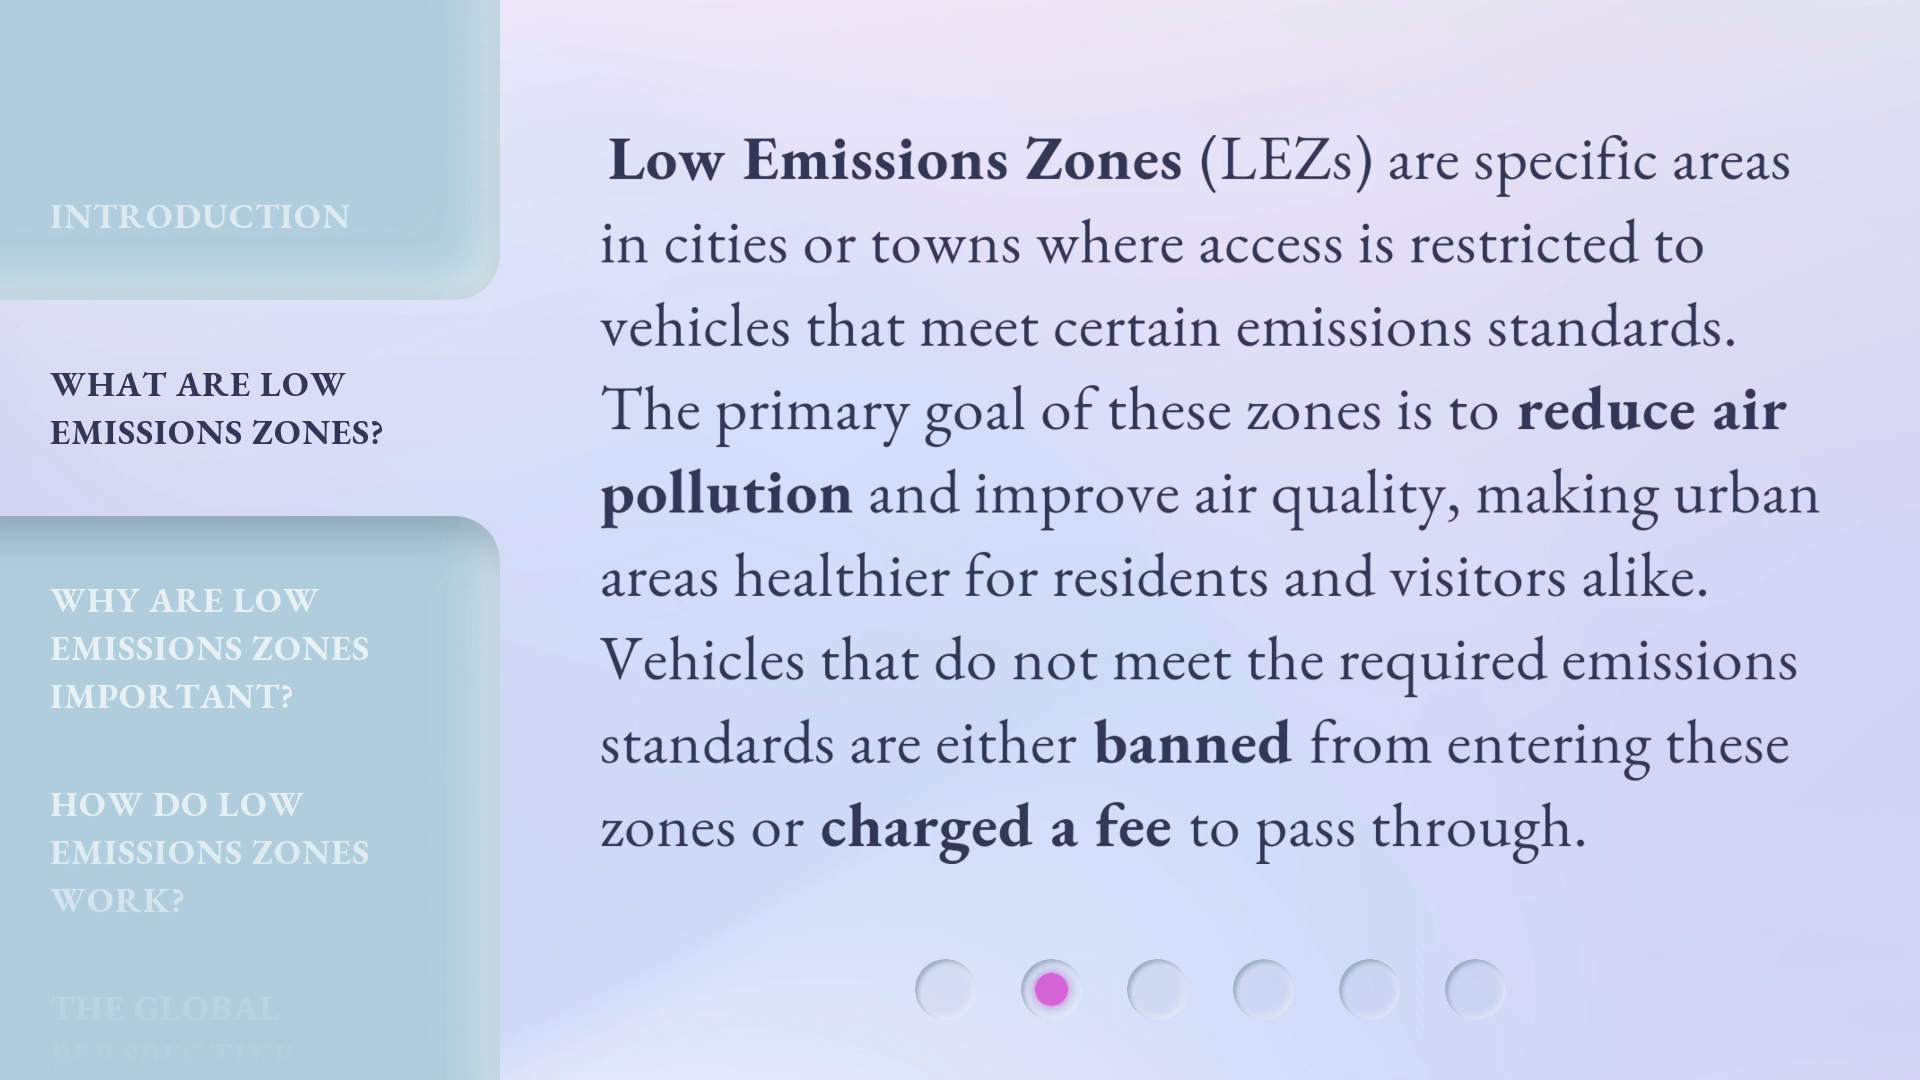 INTRODUCTION
WHAT ARE LOW
EMISSIONS ZONES?
WHY ARE LOW
EMISSIONS ZONES
IMPORTANT?
HOW DO LOW
EMISSIONS ZONES
WORK?
THE GLOBAL
PERSPECTIVE
Low Emissions Zones (LEZs) are specific areas
in cities or towns where access is restricted to
vehicles that meet certain emissions standards.
The primary goal of these zones is to reduce air
pollution and improve air quality, making urban
areas healthier for residents and visitors alike.
Vehicles that do not meet the required emissions
standards are either banned from entering these
zones or charged a fee to pass through.